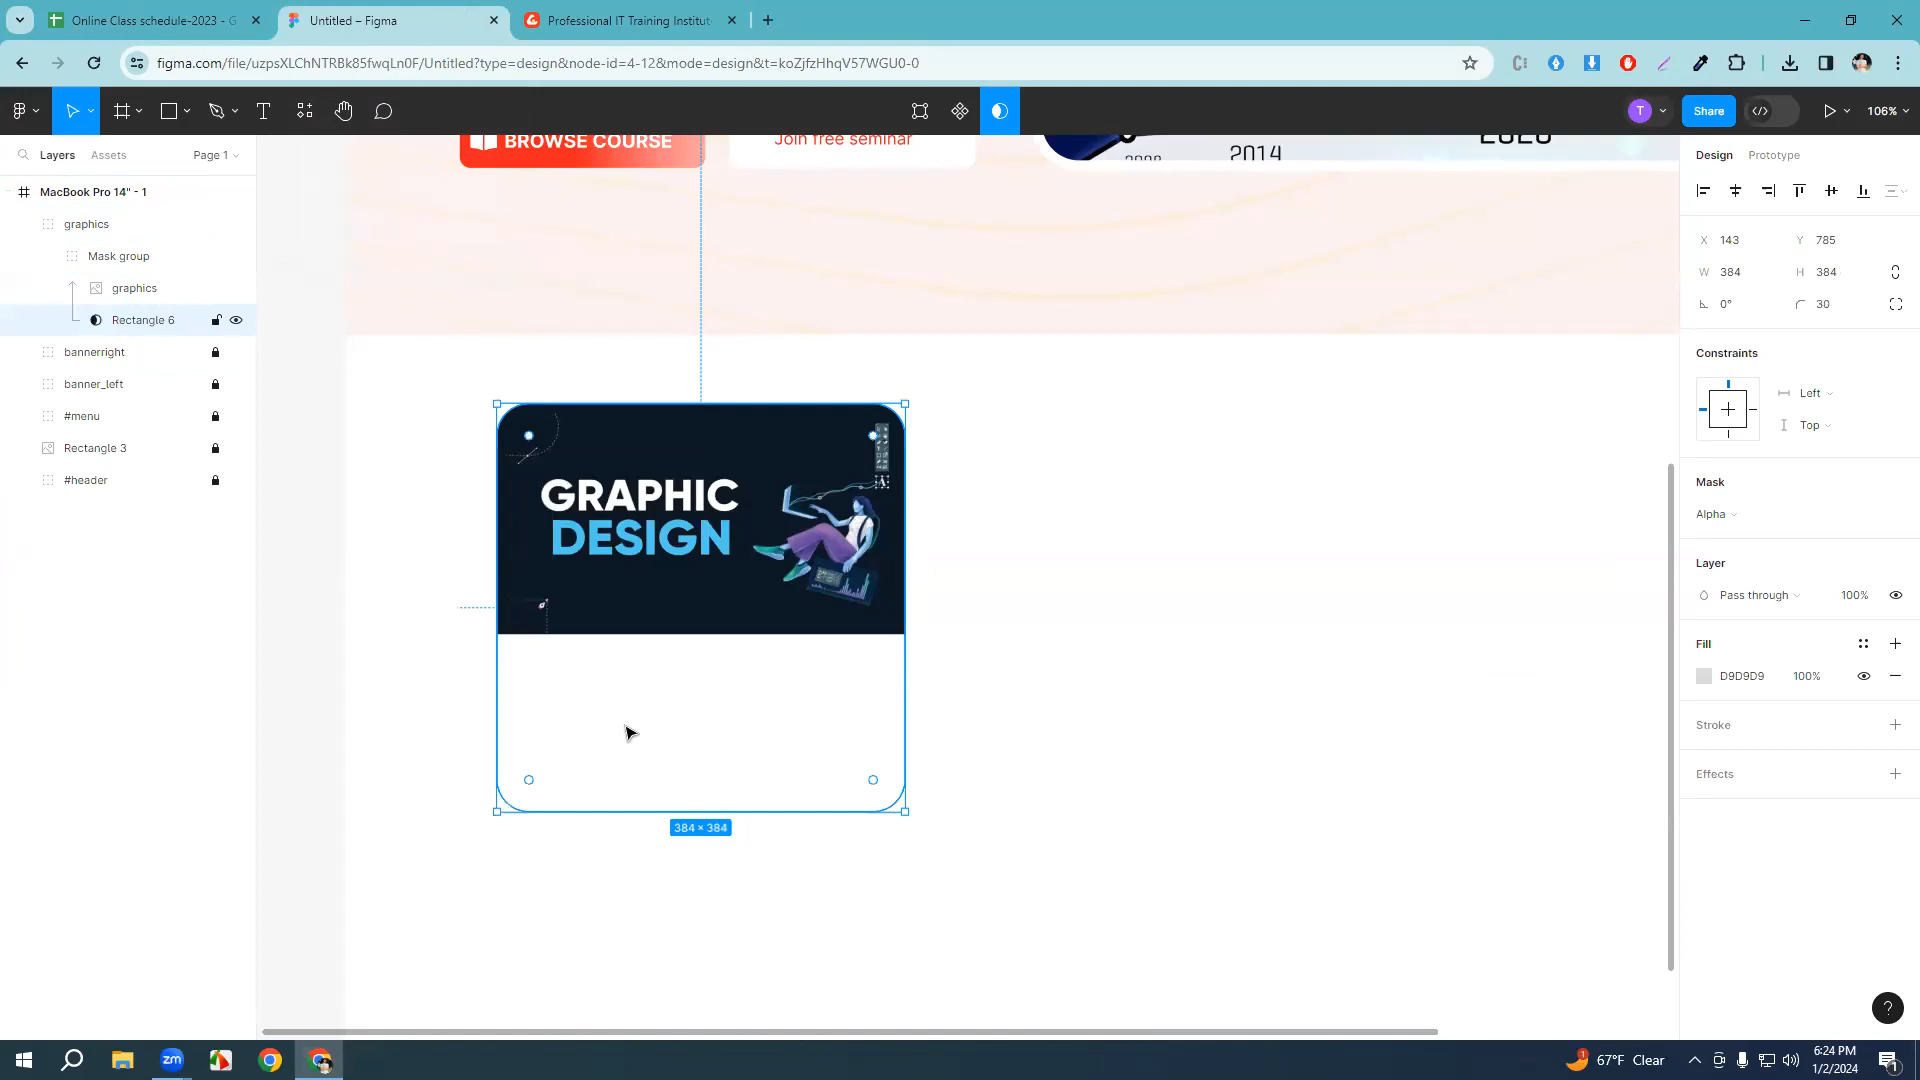 Online Class schedule-2023 - G
Untitled – Figma
Professional IT Training Institut
figma.com/file/uzpsXLChNTRBk85fwqLn0F/Untitled?type=design&node-id=4-12&mode=design&t=koZjfzHhqV57WGU0-0
T
Share
106%
Layers
Assets
Page 1
MacBook Pro 14" - 1
graphics
Mask group
graphics
Rectangle 6
bannerright
banner_left
#menu
Rectangle 3
#header
BROWSE COURSE
Join free seminar
2008
2014
2020
GRAPHIC
DESIGN
384 × 384
Design
Prototype
X 143
Y 785
W 384
H 384
0°
30
Constraints
Left
Top
Mask
Alpha
Layer
Pass through
100%
Fill
D9D9D9
100%
Stroke
Effects
?
zm
67°F Clear
6:24 PM
1/2/2024
1